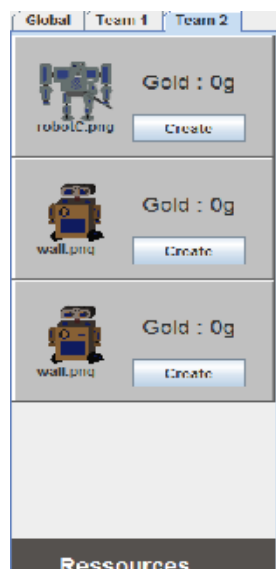 Global Team 1 Team 2
Gold : 0g
robotC.png Create
Gold : 0g
wall.png Create
Gold : 0g
wall.png Create
Ressources